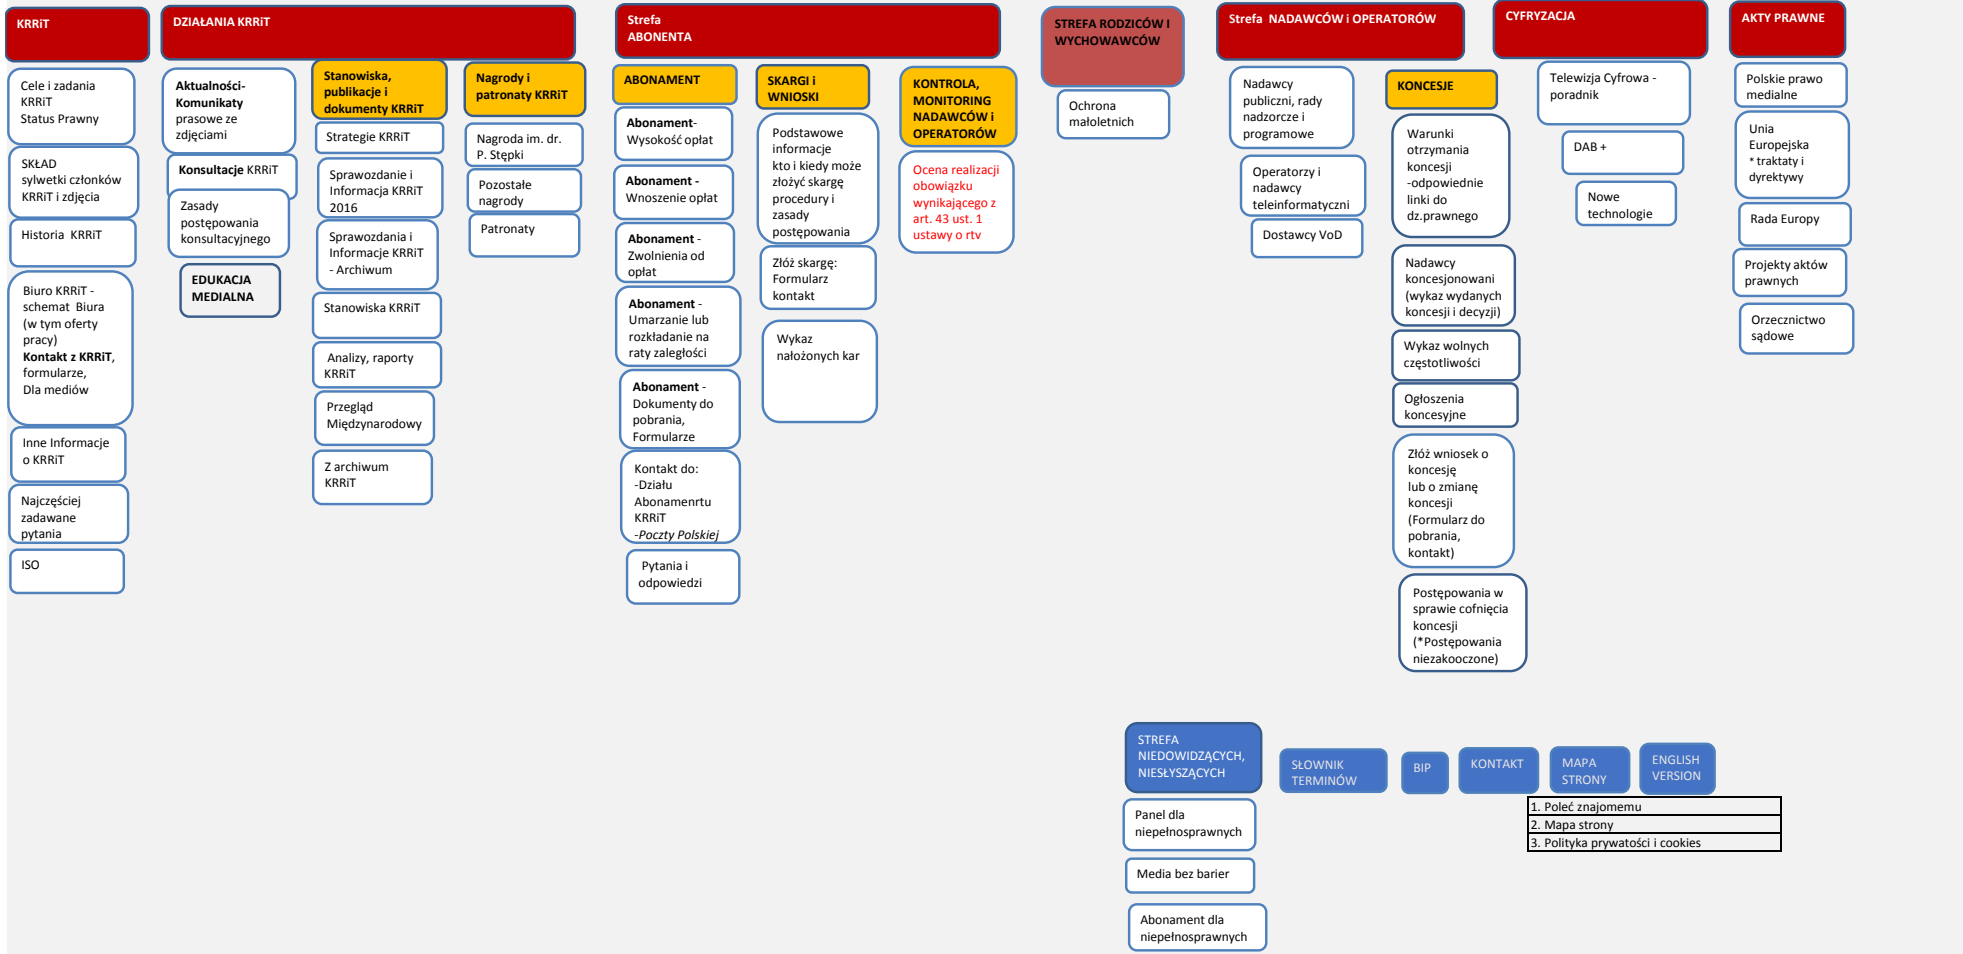 KRRiT
Cele i zadania
KRRiT
Status Prawny
SKŁAD
sylwetki członków
KRRiT i zdjęcia
Historia KRRiT
Biuro KRRiT -
schemat Biura
(w tym oferty
pracy)
Kontakt z KRRiT,
formularze,
Dla mediów
Inne Informacje
o KRRiT
Najczęściej
zadawane
pytania
ISO
DZIAŁANIA KRRiT
Aktualności-
Komunikaty
prasowe ze
zdjęciami
Konsultacje KRRiT
Zasady
postępowania
konsultacyjnego
EDUKACJA
MEDIALNA
Stanowiska,
publikacje i
dokumenty KRRiT
Strategie KRRiT
Sprawozdanie i
Informacja KRRiT
2016
Sprawozdania i
Informacje KRRiT
- Archiwum
Stanowiska KRRiT
Analizy, raporty
KRRiT
Przegląd
Międzynarodowy
Z archiwum
KRRiT
Nagrody i
patronaty KRRiT
Nagroda im. dr.
P. Stępki
Pozostałe
nagrody
Patronaty
Strefa
ABONENTA
ABONAMENT
Abonament-
Wysokość opłat
Abonament -
Wnoszenie opłat
Abonament -
Zwolnienia od
opłat
Abonament -
Umarzanie lub
rozkładanie na
raty zaległości
Abonament -
Dokumenty do
pobrania,
Formularze
Kontakt do:
-Działu
Abonamenrtu
KRRiT
-Poczty Polskiej
Pytania i
odpowiedzi
SKARGI i
WNIOSKI
Podstawowe
informacje
kto i kiedy może
złożyć skargę
procedury i
zasady
postępowania
Złóż skargę:
Formularz
kontakt
Wykaz
nałożonych kar
KONTROLA,
MONITORING
NADAWCÓW i
OPERATORÓW
Ocena realizacji
obowiązku
wynikającego z
art. 43 ust. 1
ustawy o rtv
STREFA RODZICÓW I
WYCHOWAWCÓW
Ochrona
małoletnich
Strefa NADAWCÓW i OPERATORÓW
Nadawcy
publiczni, rady
nadzorcze i
programowe
Operatorzy i
nadawcy
teleinformatyczni
Dostawcy VoD
KONCESJE
Warunki
otrzymania
koncesji
-odpowiednie
linki do
dz.prawnego
Nadawcy
koncesjonowani
(wykaz wydanych
koncesji i decyzji)
Wykaz wolnych
częstotliwości
Ogłoszenia
koncesyjne
Złóż wniosek o
koncesję
lub o zmianę
koncesji
(Formularz do
pobrania,
kontakt)
Postępowania w
sprawie cofnięcia
koncesji
(*Postępowania
niezakooczone)
CYFRYZACJA
Telewizja Cyfrowa -
poradnik
DAB +
Nowe
technologie
AKTY PRAWNE
Polskie prawo
medialne
Unia
Europejska
* traktaty i
dyrektywy
Rada Europy
Projekty aktów
prawnych
Orzecznictwo
sądowe
STREFA
NIEDOWIDZĄCYCH,
NIESŁYSZĄCYCH
Panel dla
niepełnosprawnych
Media bez barier
Abonament dla
niepełnosprawnych
SŁOWNIK
TERMINÓW
BIP
KONTAKT
MAPA
STRONY
ENGLISH
VERSION
1. Poleć znajomemu
2. Mapa strony
3. Polityka prywatości i cookies